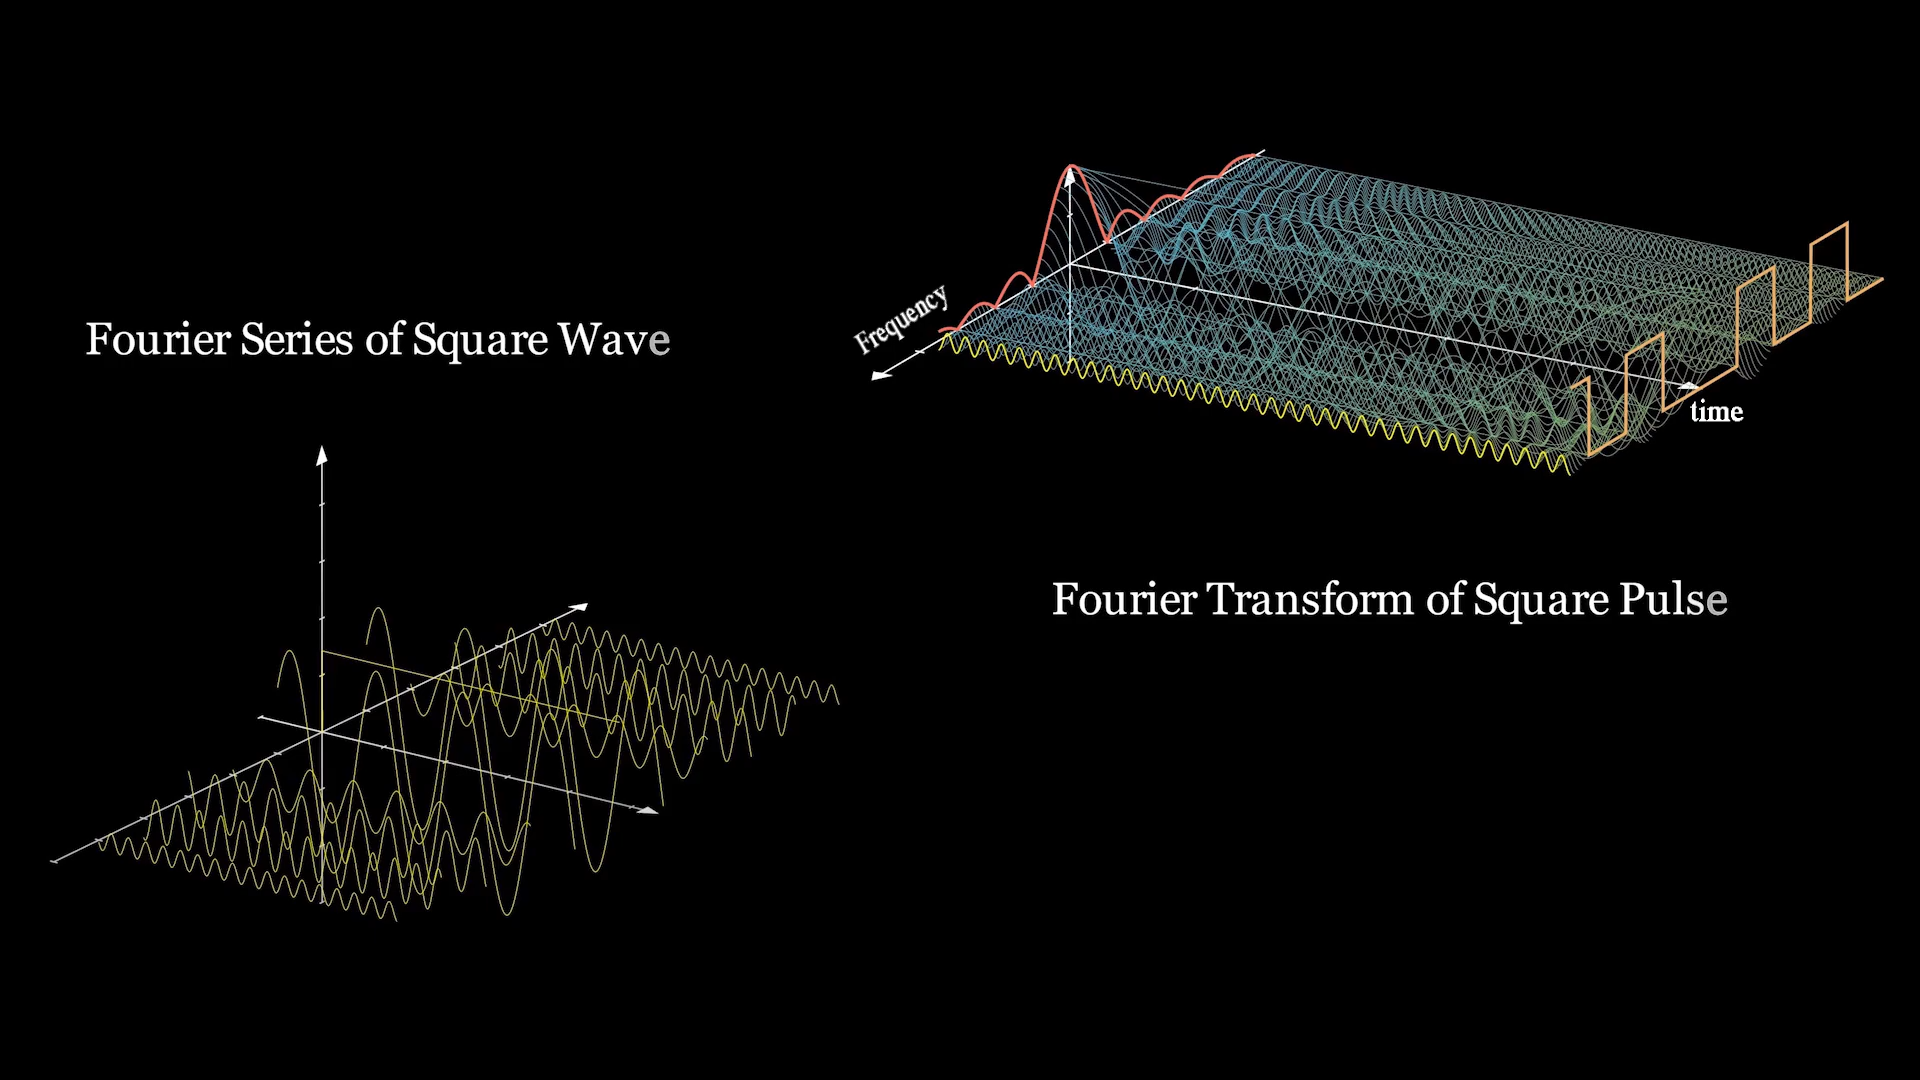 Fourier Series of Square Wave
Frequency
time
Fourier Transform of Square Pulse